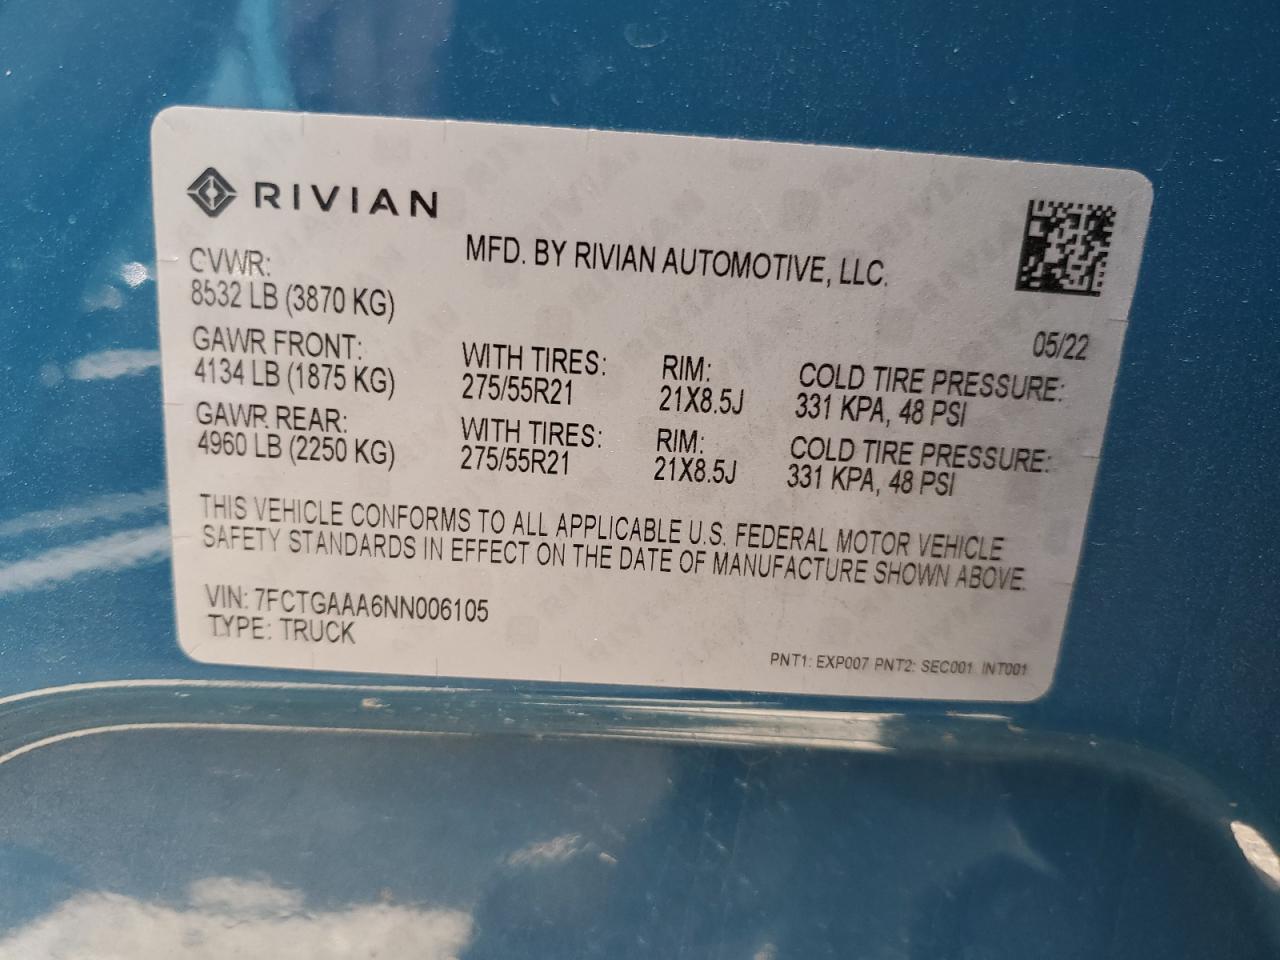 RIVIAN
MFD. BY RIVIAN AUTOMOTIVE, LLC.
GVWR:
8532 LB (3870 KG)
05/22
GAWR FRONT: WITH TIRES: RIM: COLD TIRE PRESSURE:
4134 LB (1875 KG) 275/55R21 21X8.5J 331 KPA, 48 PSI
GAWR REAR: WITH TIRES: RIM: COLD TIRE PRESSURE:
4960 LB (2250 KG) 275/55R21 21X8.5J 331 KPA, 48 PSI
THIS VEHICLE CONFORMS TO ALL APPLICABLE U.S. FEDERAL MOTOR VEHICLE
SAFETY STANDARDS IN EFFECT ON THE DATE OF MANUFACTURE SHOWN ABOVE.
VIN: 7FCTGAAA6NN006105
TYPE: TRUCK
PNT1: EXP007 PNT2: SEC001 INT001